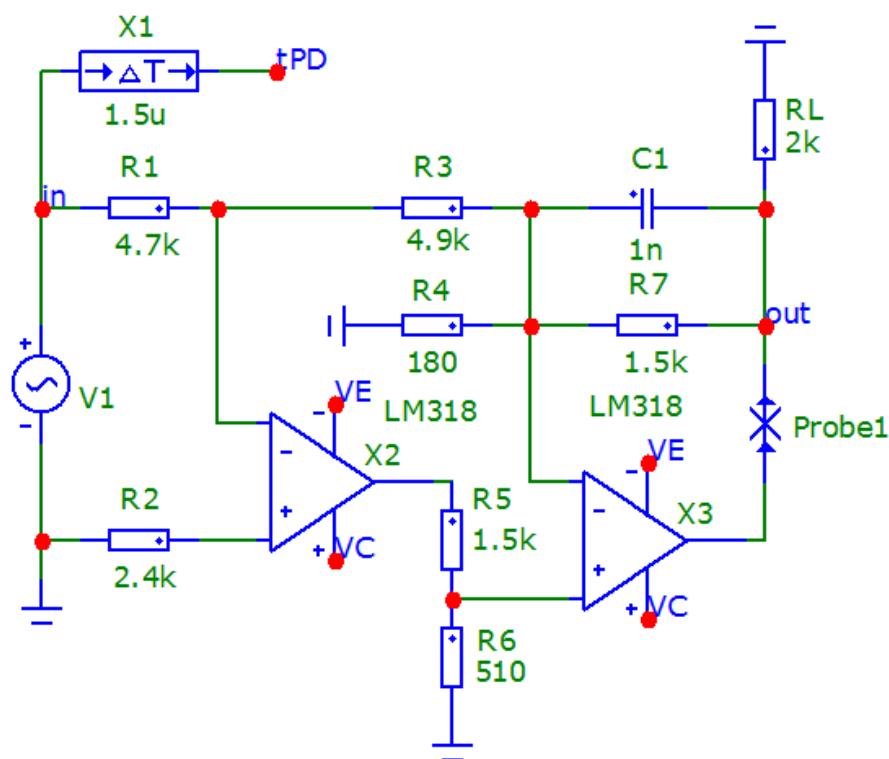 X1
tPD
ΔT
1.5u
RL
2k
in
R1
4.7k
R3
4.9k
C1
1n
R4
180
R7
1.5k
out
V1
+
-
VE
LM318
X2
-
+
-
+
VC
R2
2.4k
R5
1.5k
LM318
VE
X3
-
+
-
+
VC
Probe1
R6
510